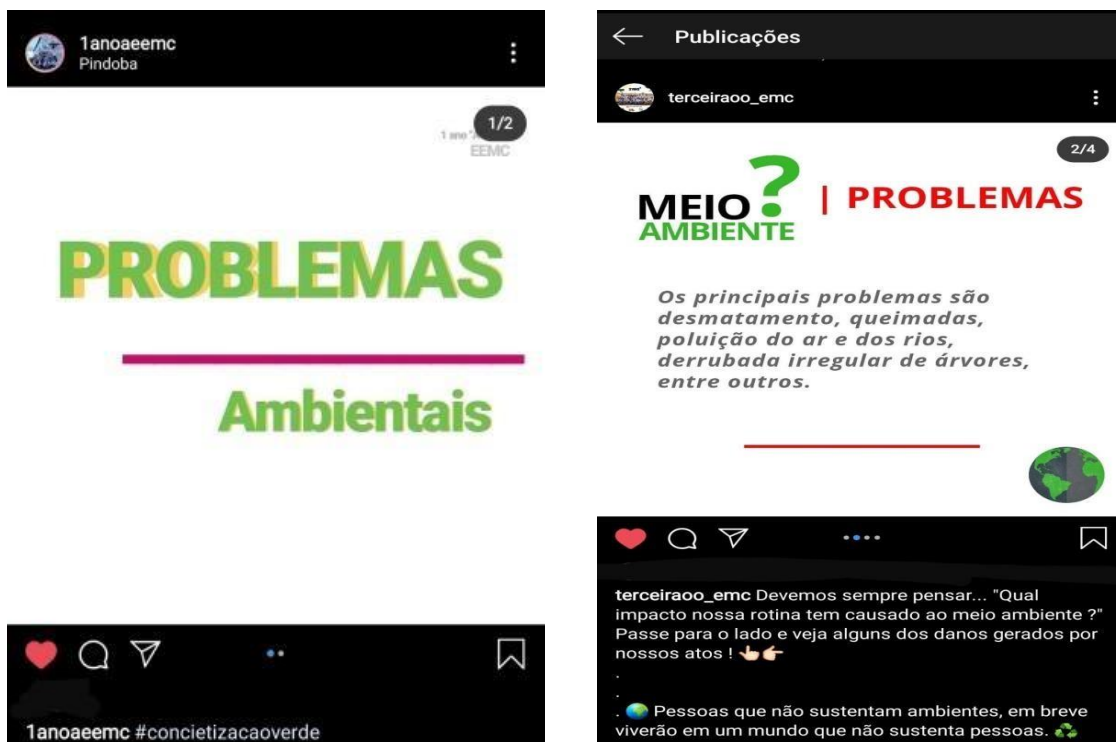 1anoaeemc
Pindoba
1/2
EEMC
PROBLEMAS
Ambientais
1anoaeemc #concietizacaoverde
Publicações
terceiraoo_emc
2/4
MEIO ?
AMBIENTE
| PROBLEMAS
Os principais problemas são
desmatamento, queimadas,
poluição do ar e dos rios,
derrubada irregular de árvores,
entre outros.
terceiraoo_emc Devemos sempre pensar... "Qual
impacto nossa rotina tem causado ao meio ambiente ?"
Passe para o lado e veja alguns dos danos gerados por
nossos atos ! 👆🏻👉🏻
.
.
. 🌍 Pessoas que não sustentam ambientes, em breve
viverão em um mundo que não sustenta pessoas. ♻️